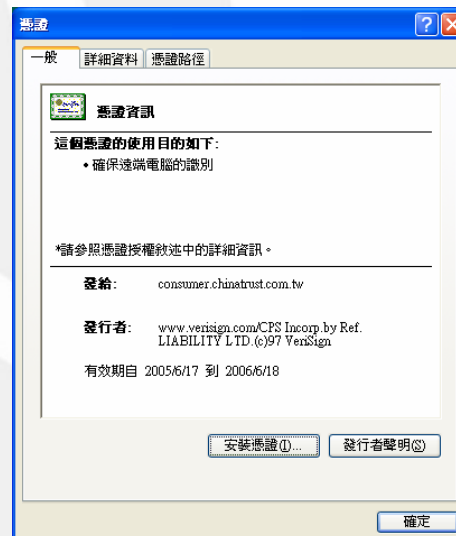 憑證
一般 詳細資料 憑證路徑
憑證資訊
這個憑證的使用目的如下:
•確保遠端電腦的識別
*請參照憑證授權敘述中的詳細資訊。
發給: consumer.chinatrust.com.tw
發行者: www.verisign.com/CPS Incorp.by Ref.
LIABILITY LTD.(c)97 VeriSign
有效期自 2005/6/17 到 2006/6/18
安裝憑證(I)... 發行者聲明(S)
確定